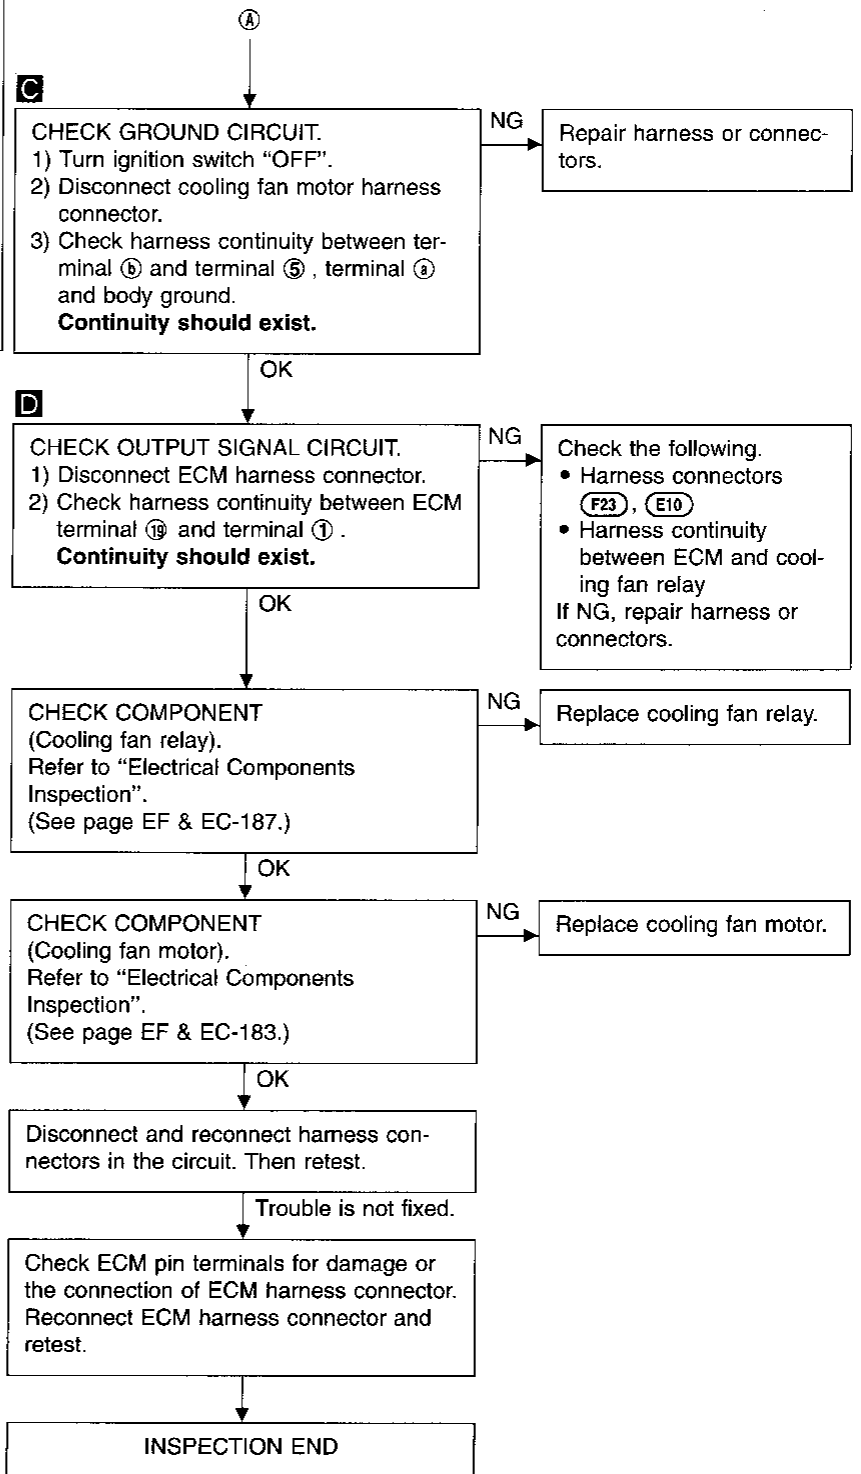 Ⓐ
C
CHECK GROUND CIRCUIT.
1) Turn ignition switch “OFF”.
2) Disconnect cooling fan motor harness
connector.
3) Check harness continuity between ter-
minal ⓑ and terminal ⑤ , terminal ⓐ
and body ground.
Continuity should exist.
NG
Repair harness or connec-
tors.
OK
D
CHECK OUTPUT SIGNAL CIRCUIT.
1) Disconnect ECM harness connector.
2) Check harness continuity between ECM
terminal ⑲ and terminal ① .
Continuity should exist.
NG
Check the following.
• Harness connectors
F23 , E10
• Harness continuity
between ECM and cool-
ing fan relay
If NG, repair harness or
connectors.
OK
CHECK COMPONENT
(Cooling fan relay).
Refer to “Electrical Components
Inspection”.
(See page EF & EC-187.)
NG
Replace cooling fan relay.
OK
CHECK COMPONENT
(Cooling fan motor).
Refer to “Electrical Components
Inspection”.
(See page EF & EC-183.)
NG
Replace cooling fan motor.
OK
Disconnect and reconnect harness con-
nectors in the circuit. Then retest.
Trouble is not fixed.
Check ECM pin terminals for damage or
the connection of ECM harness connector.
Reconnect ECM harness connector and
retest.
INSPECTION END